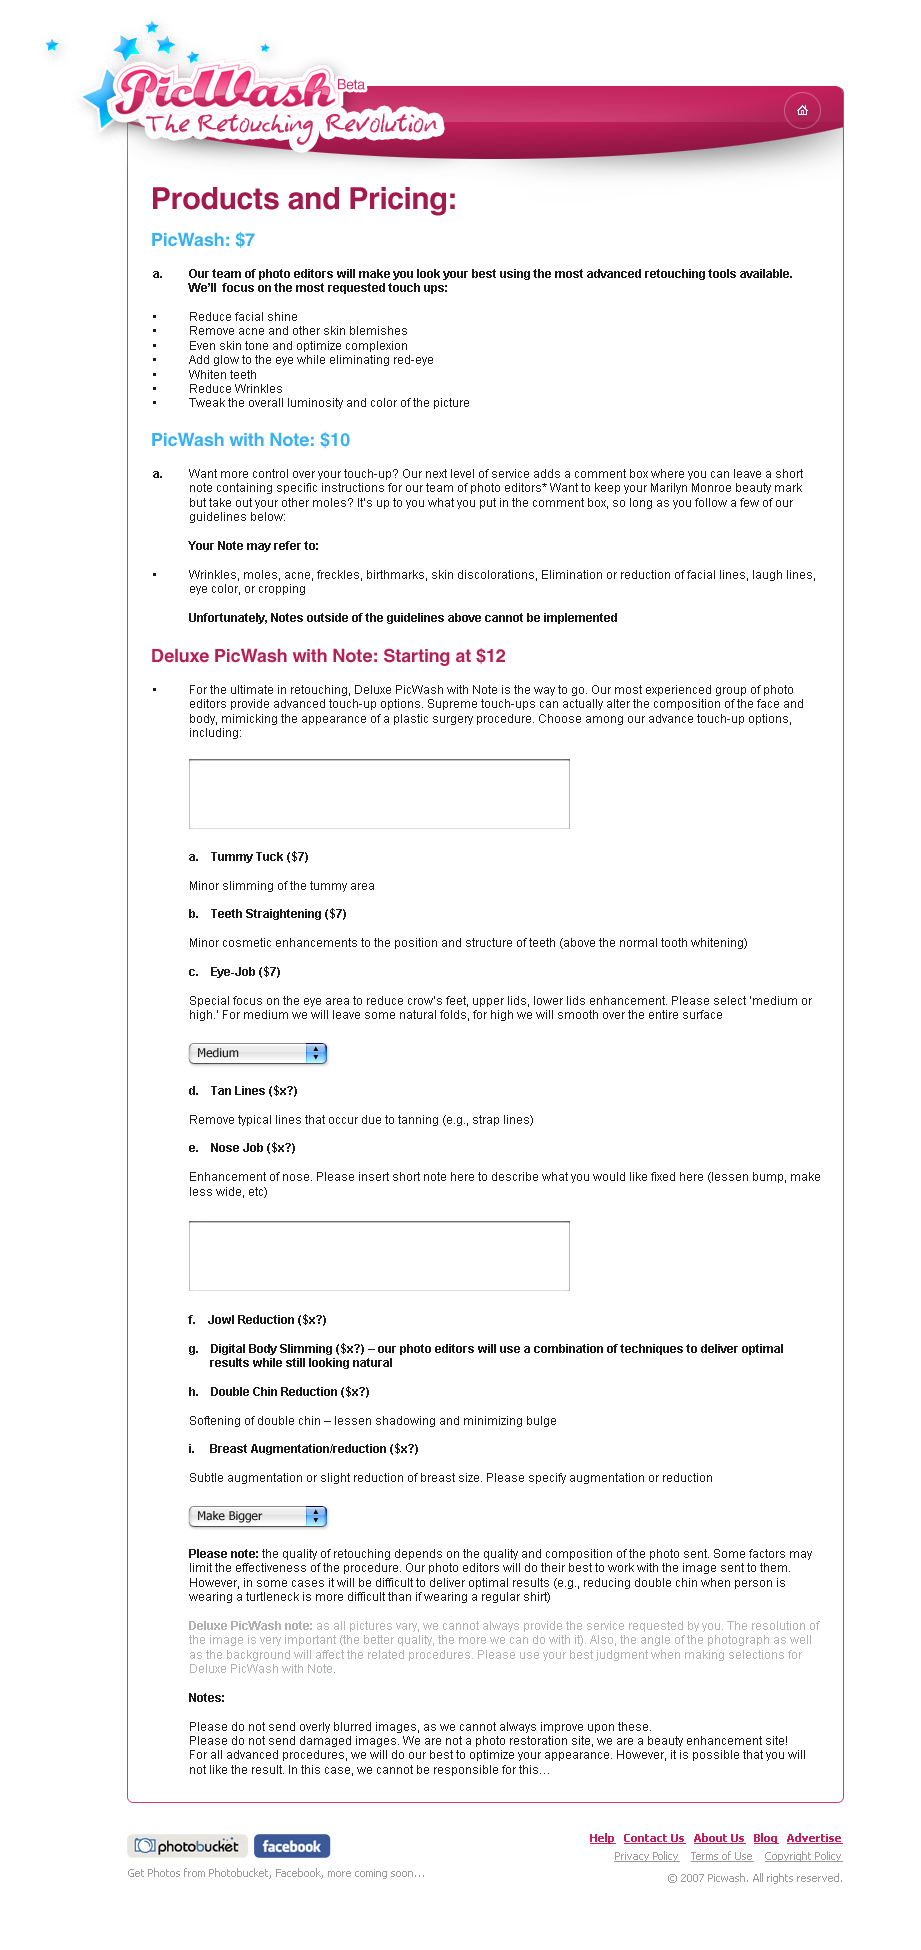 PicWash Beta
The Retouching Revolution
Products and Pricing:
PicWash: $7
a. Our team of photo editors will make you look your best using the most advanced retouching tools available.
We'll focus on the most requested touch ups:
• Reduce facial shine
• Remove acne and other skin blemishes
• Even skin tone and optimize complexion
• Add glow to the eye while eliminating red-eye
• Whiten teeth
• Reduce Wrinkles
• Tweak the overall luminosity and color of the picture
PicWash with Note: $10
a. Want more control over your touch-up? Our next level of service adds a comment box where you can leave a short
note containing specific instructions for our team of photo editors* Want to keep your Marilyn Monroe beauty mark
but take out your other moles? It's up to you what you put in the comment box, so long as you follow a few of our
guidelines below:
Your Note may refer to:
• Wrinkles, moles, acne, freckles, birthmarks, skin discolorations, Elimination or reduction of facial lines, laugh lines,
eye color, or cropping
Unfortunately, Notes outside of the guidelines above cannot be implemented
Deluxe PicWash with Note: Starting at $12
• For the ultimate in retouching, Deluxe PicWash with Note is the way to go. Our most experienced group of photo
editors provide advanced touch-up options. Supreme touch-ups can actually alter the composition of the face and
body, mimicking the appearance of a plastic surgery procedure. Choose among our advance touch-up options,
including:
a. Tummy Tuck ($7)
Minor slimming of the tummy area
b. Teeth Straightening ($7)
Minor cosmetic enhancements to the position and structure of teeth (above the normal tooth whitening)
c. Eye-Job ($7)
Special focus on the eye area to reduce crow's feet, upper lids, lower lids enhancement. Please select 'medium or
high.' For medium we will leave some natural folds, for high we will smooth over the entire surface
Medium
d. Tan Lines ($x?)
Remove typical lines that occur due to tanning (e.g., strap lines)
e. Nose Job ($x?)
Enhancement of nose. Please insert short note here to describe what you would like fixed here (lessen bump, make
less wide, etc)
f. Jowl Reduction ($x?)
g. Digital Body Slimming ($x?) – our photo editors will use a combination of techniques to deliver optimal
results while still looking natural
h. Double Chin Reduction ($x?)
Softening of double chin – lessen shadowing and minimizing bulge
i. Breast Augmentation/reduction ($x?)
Subtle augmentation or slight reduction of breast size. Please specify augmentation or reduction
Make Bigger
Please note: the quality of retouching depends on the quality and composition of the photo sent. Some factors may
limit the effectiveness of the procedure. Our photo editors will do their best to work with the image sent to them.
However, in some cases it will be difficult to deliver optimal results (e.g., reducing double chin when person is
wearing a turtleneck is more difficult than if wearing a regular shirt)
Deluxe PicWash note: as all pictures vary, we cannot always provide the service requested by you. The resolution of
the image is very important (the better quality, the more we can do with it). Also, the angle of the photograph as well
as the background will affect the related procedures. Please use your best judgment when making selections for
Deluxe PicWash with Note.
Notes:
Please do not send overly blurred images, as we cannot always improve upon these.
Please do not send damaged images. We are not a photo restoration site, we are a beauty enhancement site!
For all advanced procedures, we will do our best to optimize your appearance. However, it is possible that you will
not like the result. In this case, we cannot be responsible for this...
photobucket facebook
Get Photos from Photobucket, Facebook, more coming soon...
Help Contact Us About Us Blog Advertise
Privacy Policy Terms of Use Copyright Policy
© 2007 Picwash. All rights reserved.